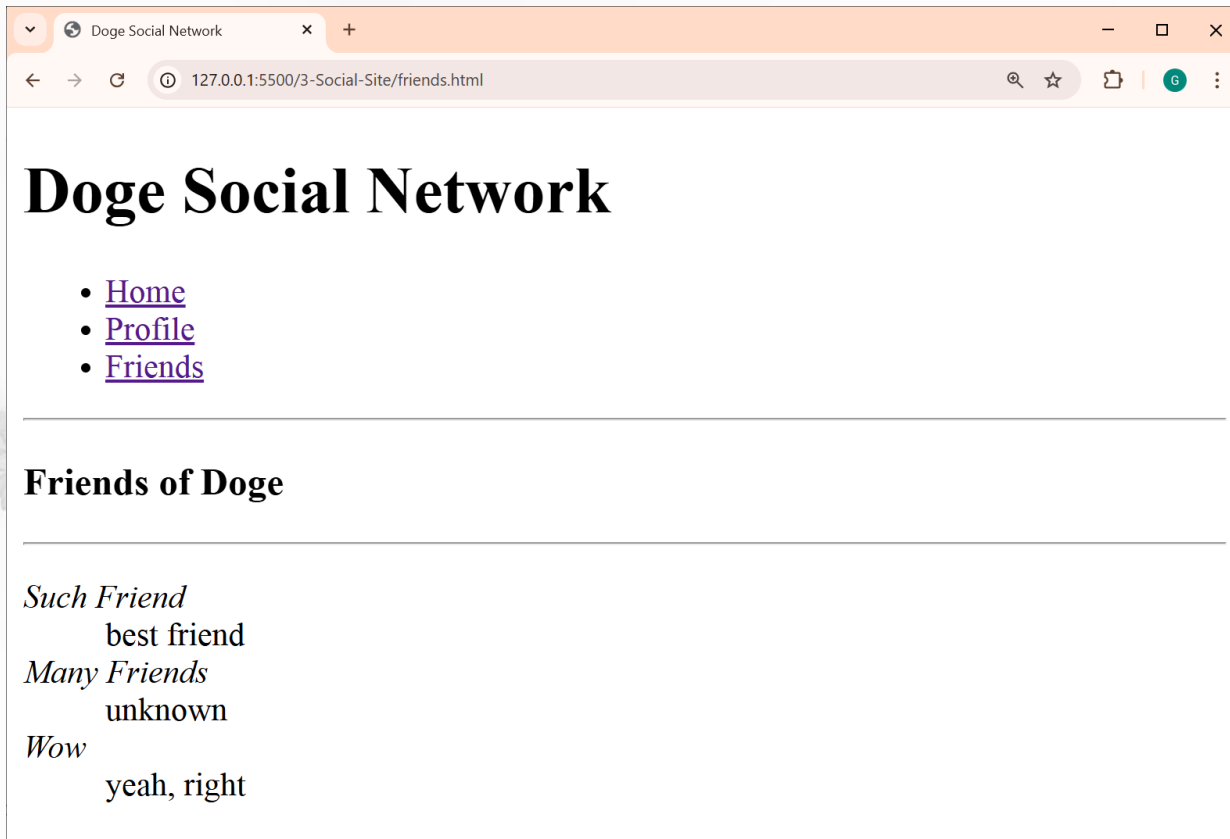 Doge Social Network
127.0.0.1:5500/3-Social-Site/friends.html
G
Doge Social Network
Home
Profile
Friends
Friends of Doge
Such Friend
best friend
Many Friends
unknown
Wow
yeah, right